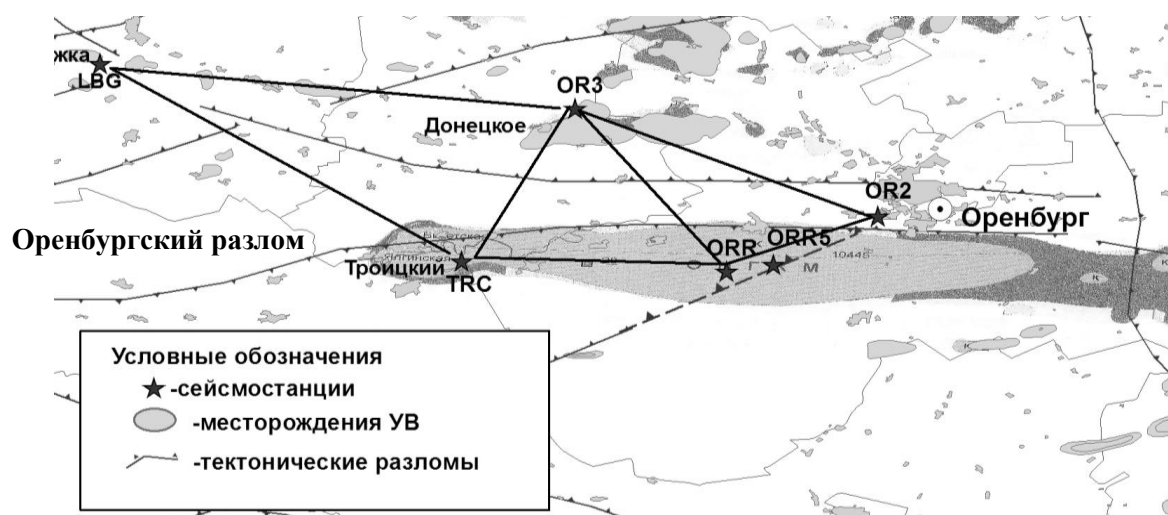 жка
LBG
OR3
Донецкое
OR2
Оренбург
Оренбургский разлом
ORR5
ORR
Троицкий
TRC
О Г К М
10445
Условные обозначения
-сейсмостанции
-месторождения УВ
-тектонические разломы